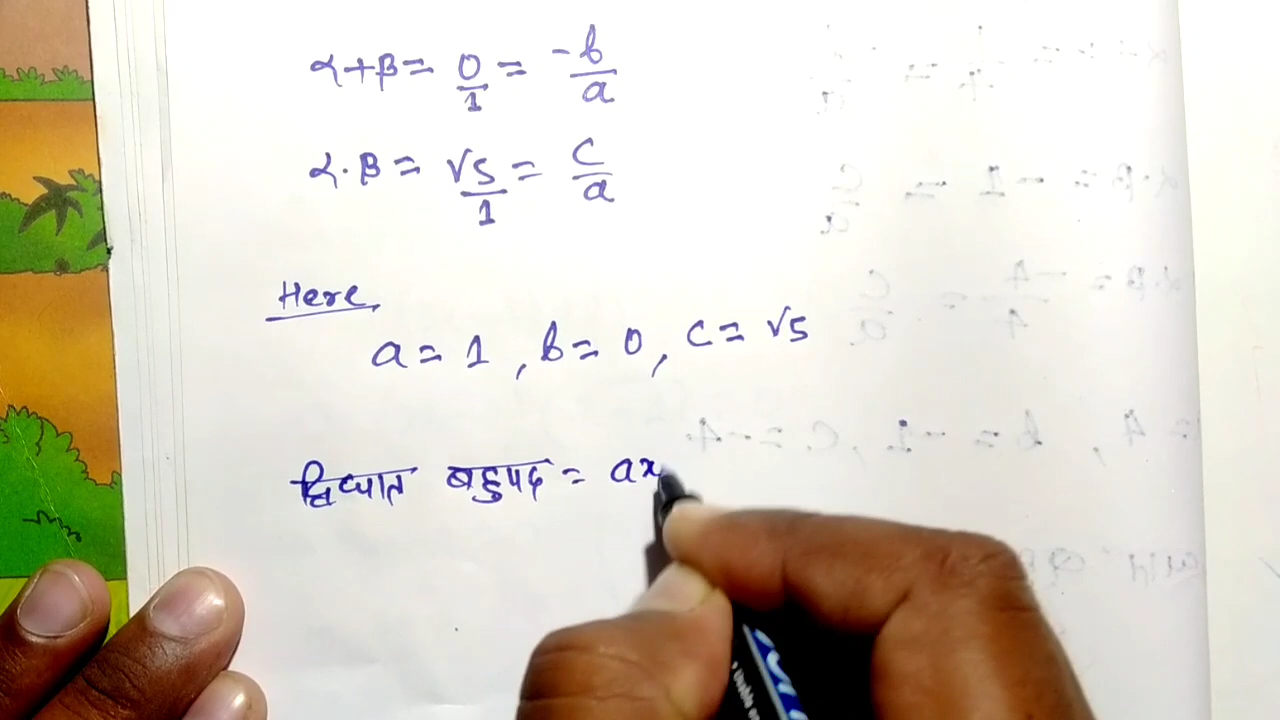 α+β = 0/1 = -b/a
α.β = √5/1 = c/a
Here,
a = 1 , b = 0 , c = √5
द्विघात बहुपद = ax